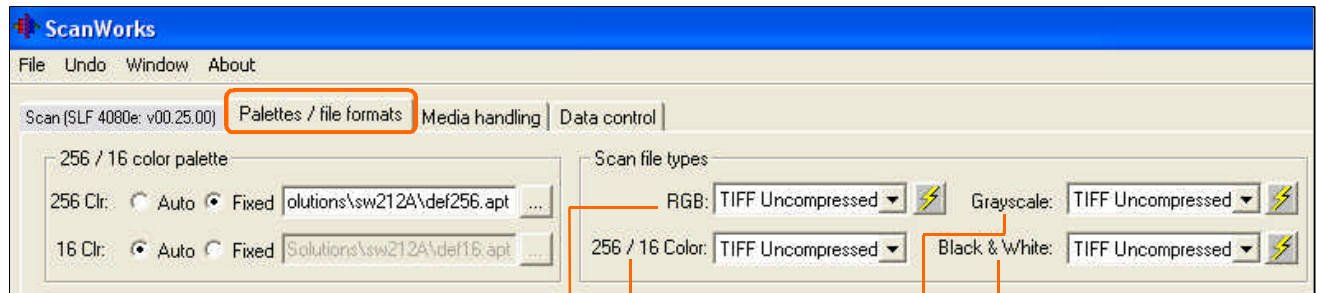 ScanWorks
File Undo Window About
Scan (SLF 4080e: v00.25.00) Palettes / file formats Media handling Data control
256 / 16 color palette Scan file types
256 Clr: Auto Fixed olutions\sw212A\def256.apt ... RGB: TIFF Uncompressed Grayscale: TIFF Uncompressed
16 Clr: Auto Fixed Solutions\sw212A\def16.apt ... 256 / 16 Color: TIFF Uncompressed Black & White: TIFF Uncompressed